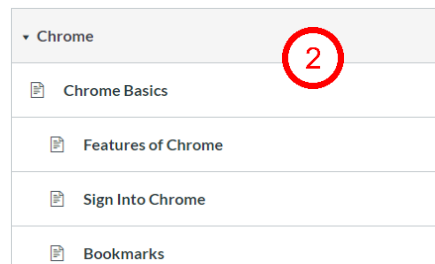 Chrome
2
Chrome Basics
Features of Chrome
Sign Into Chrome
Bookmarks